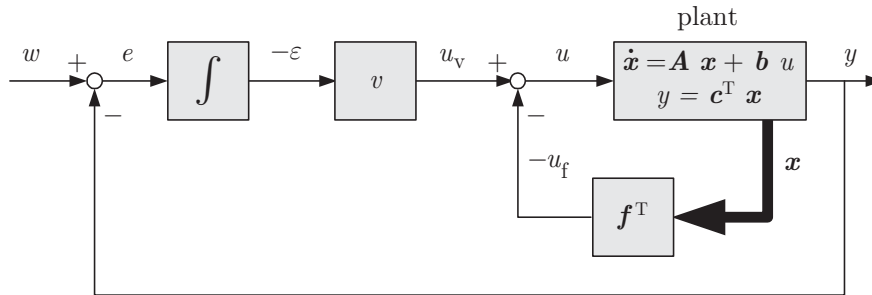 plant
w + e ∫ −ε v u_v + u ẋ = A x + b u y
y = c^T x
− −
−u_f x
f^T